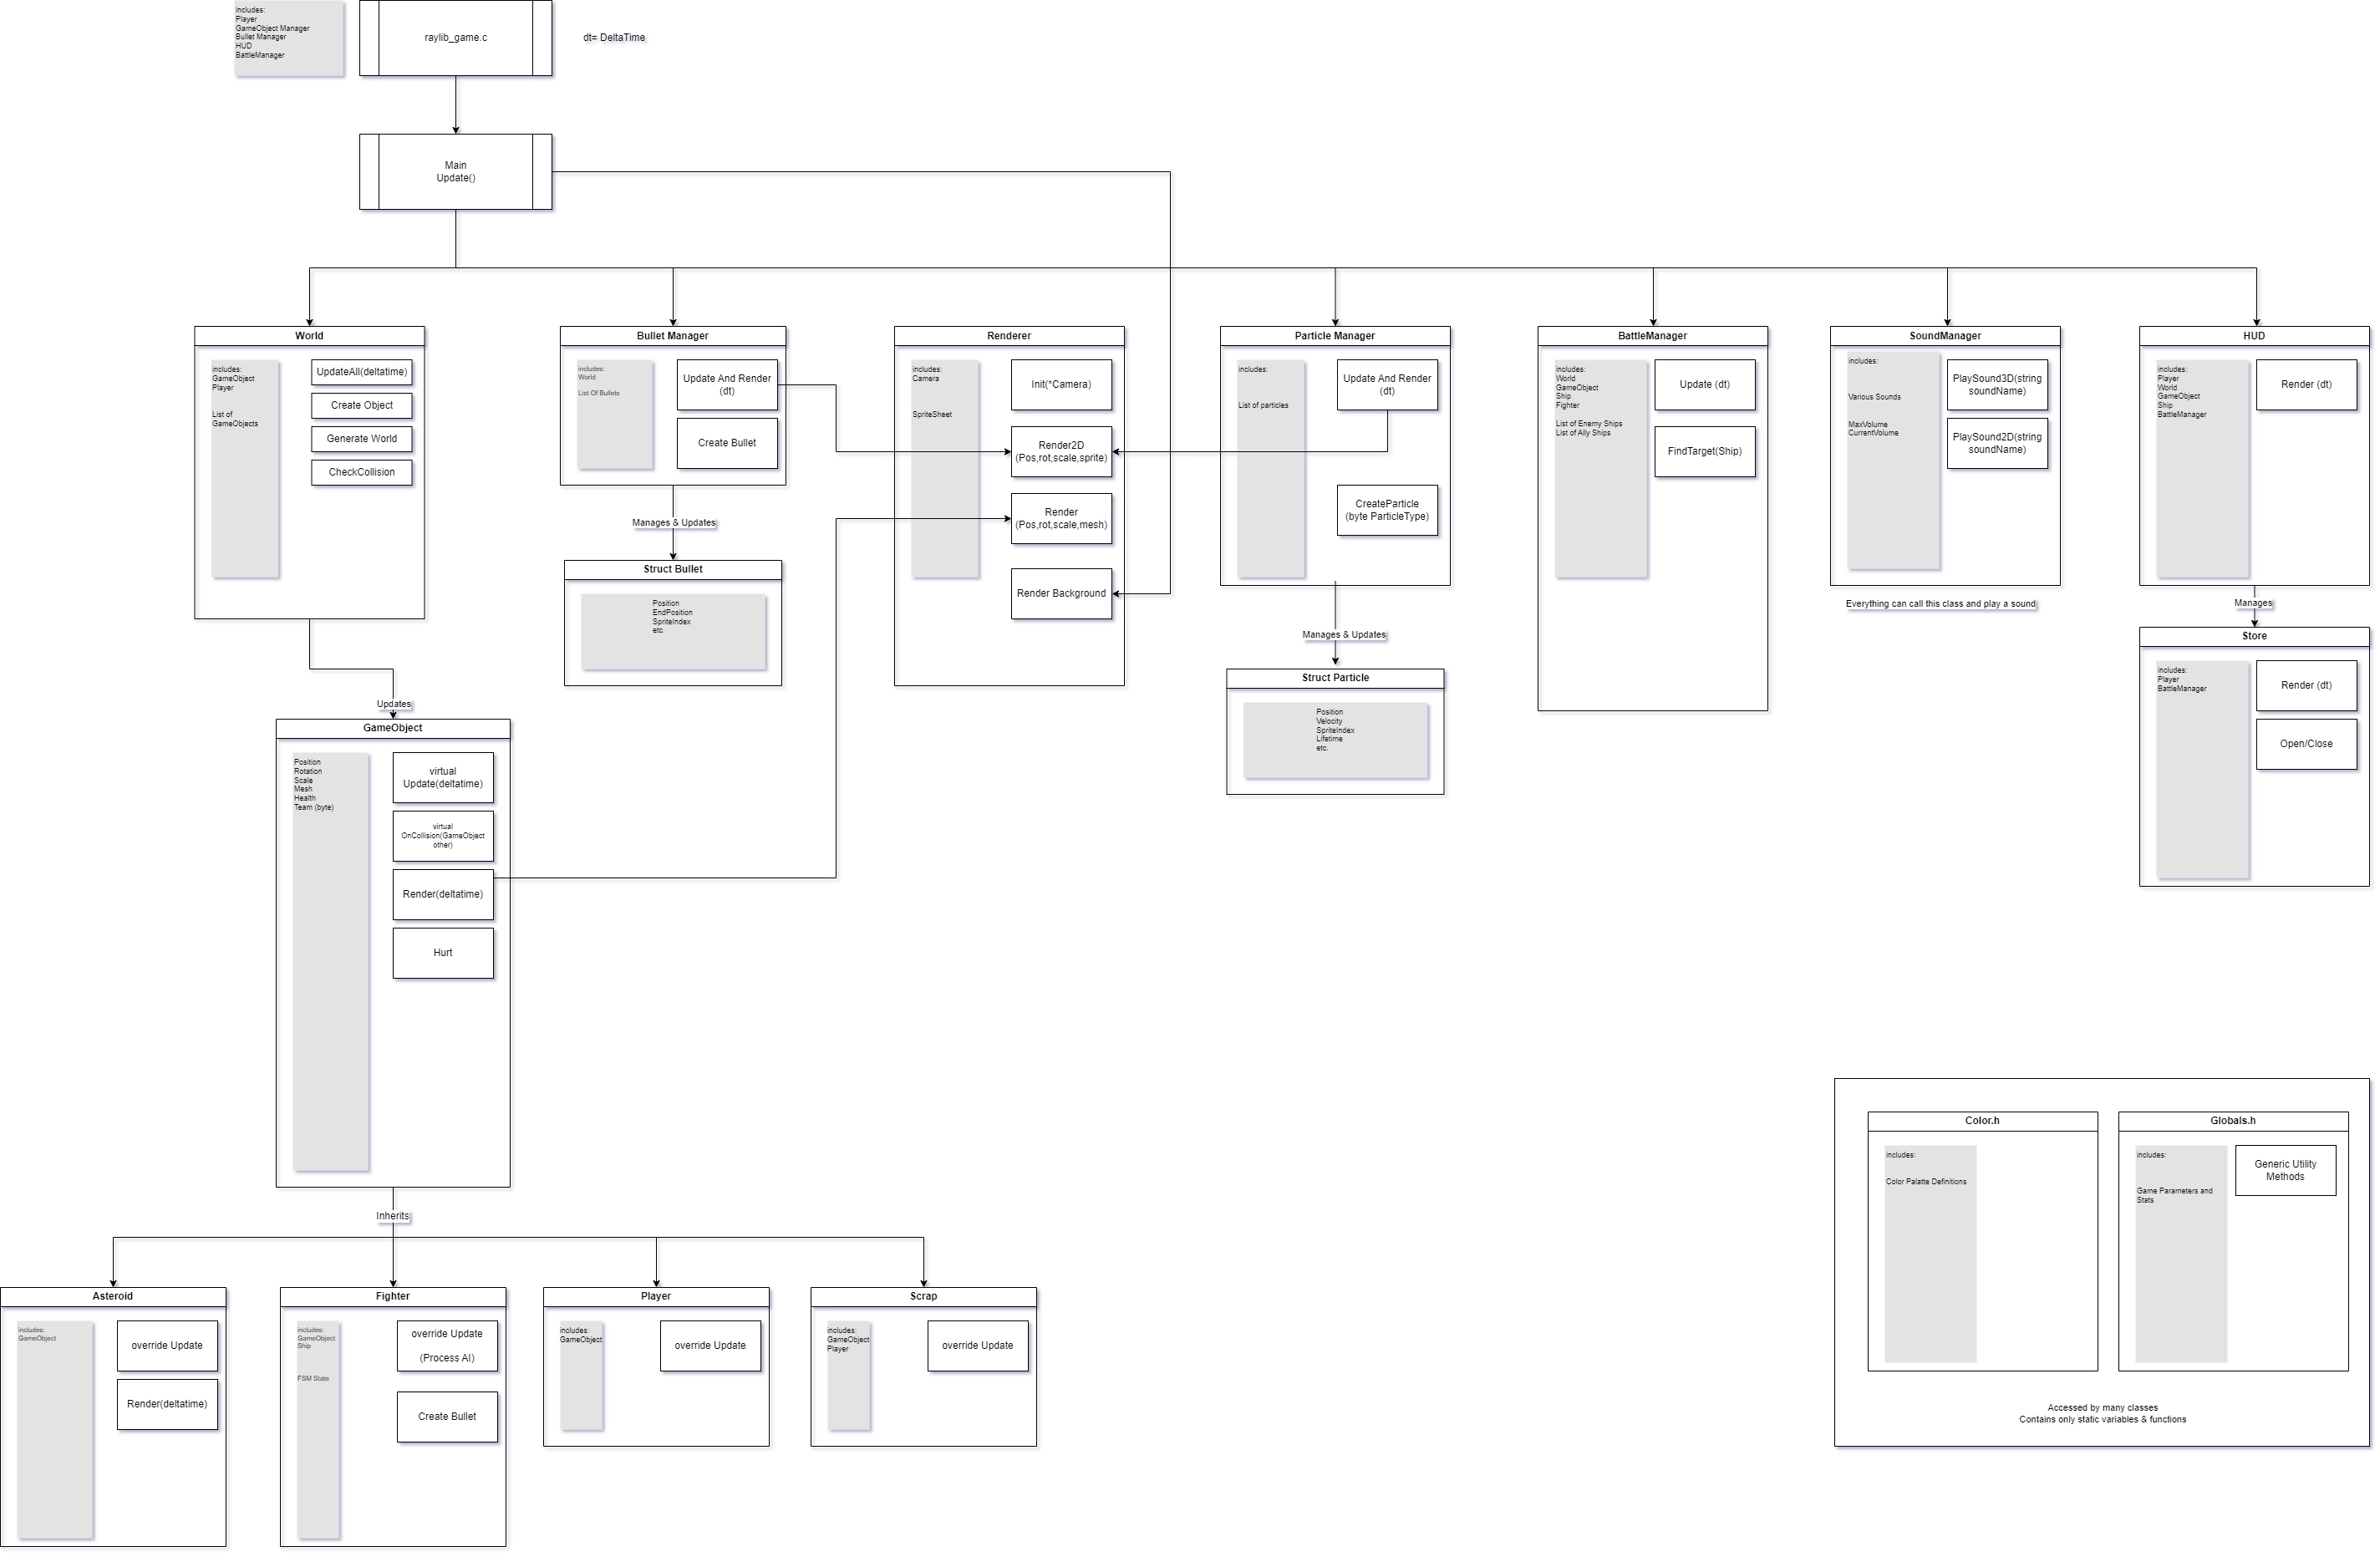 includes:
Player
GameObject Manager
Bullet Manager
HUD
BattleManager
raylib_game.c
dt= DeltaTime
Main
Update()
World
includes:
GameObject
Player
List of
GameObjects
UpdateAll(deltatime)
Create Object
Generate World
CheckCollision
Bullet Manager
includes:
World
List Of Bullets
Update And Render
(dt)
Create Bullet
Manages & Updates
Struct Bullet
Position
EndPosition
SpriteIndex
etc.
Renderer
includes:
Camera
SpriteSheet
Init(*Camera)
Render2D
(Pos,rot,scale,sprite)
Render
(Pos,rot,scale,mesh)
Render Background
Particle Manager
includes:
List of particles
Update And Render
(dt)
CreateParticle
(byte ParticleType)
Manages & Updates
Struct Particle
Position
Velocity
SpriteIndex
Lifetime
etc.
BattleManager
includes:
World
GameObject
Ship
Fighter
List of Enemy Ships
List of Ally Ships
Update (dt)
FindTarget(Ship)
SoundManager
includes:
Various Sounds
MaxVolume
CurrentVolume
PlaySound3D(string
soundName)
PlaySound2D(string
soundName)
Everything can call this class and play a sound
HUD
includes:
Player
World
GameObject
Ship
BattleManager
Render (dt)
Manages
Store
includes:
Player
BattleManager
Render (dt)
Open/Close
Updates
GameObject
Position
Rotation
Scale
Mesh
Health
Team (byte)
virtual
Update(deltatime)
virtual
OnCollision(GameObject
other)
Render(deltatime)
Hurt
Inherits
Asteroid
includes:
GameObject
override Update
Render(deltatime)
Fighter
includes:
GameObject
Ship
FSM State
override Update
(Process AI)
Create Bullet
Player
includes:
GameObject
override Update
Scrap
includes:
GameObject
Player
override Update
Color.h
includes:
Color Palatte Definitions
Globals.h
includes:
Game Parameters and
Stats
Generic Utility
Methods
Accessed by many classes
Contains only static variables & functions